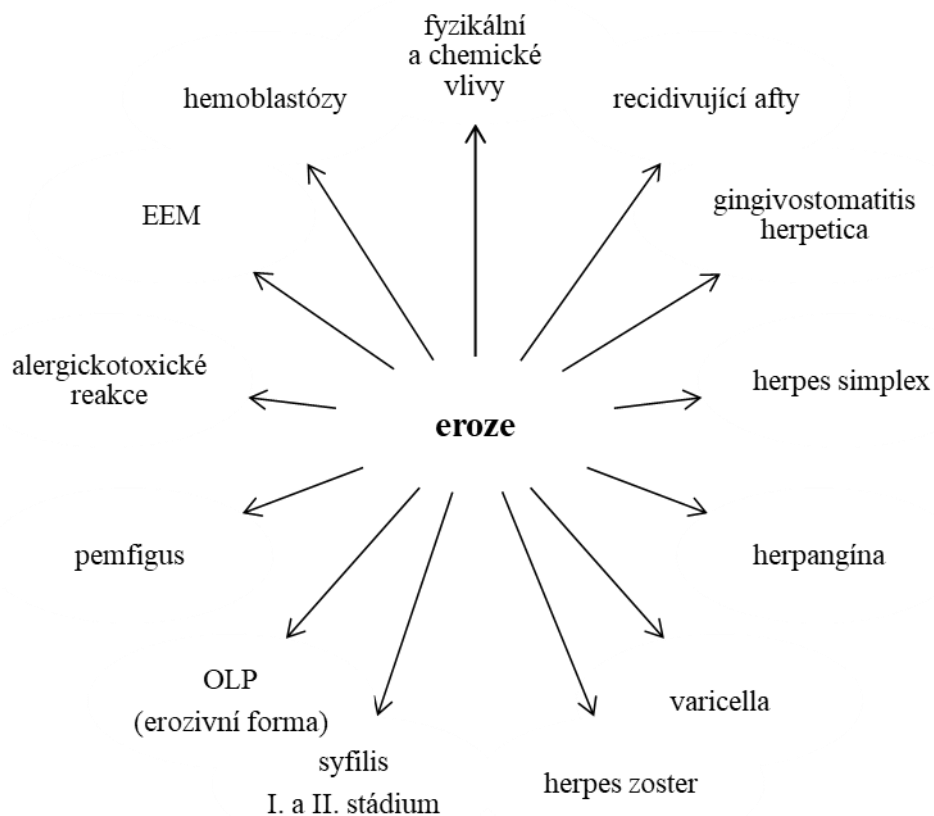 fyzikální
a chemické
vlivy
hemoblastózy
recidivující afty
EEM
gingivostomatitis
herpetica
alergickotoxické
reakce
herpes simplex
eroze
pemfigus
herpangína
OLP
(erozivní forma)
varicella
syfilis
I. a II. stádium
herpes zoster